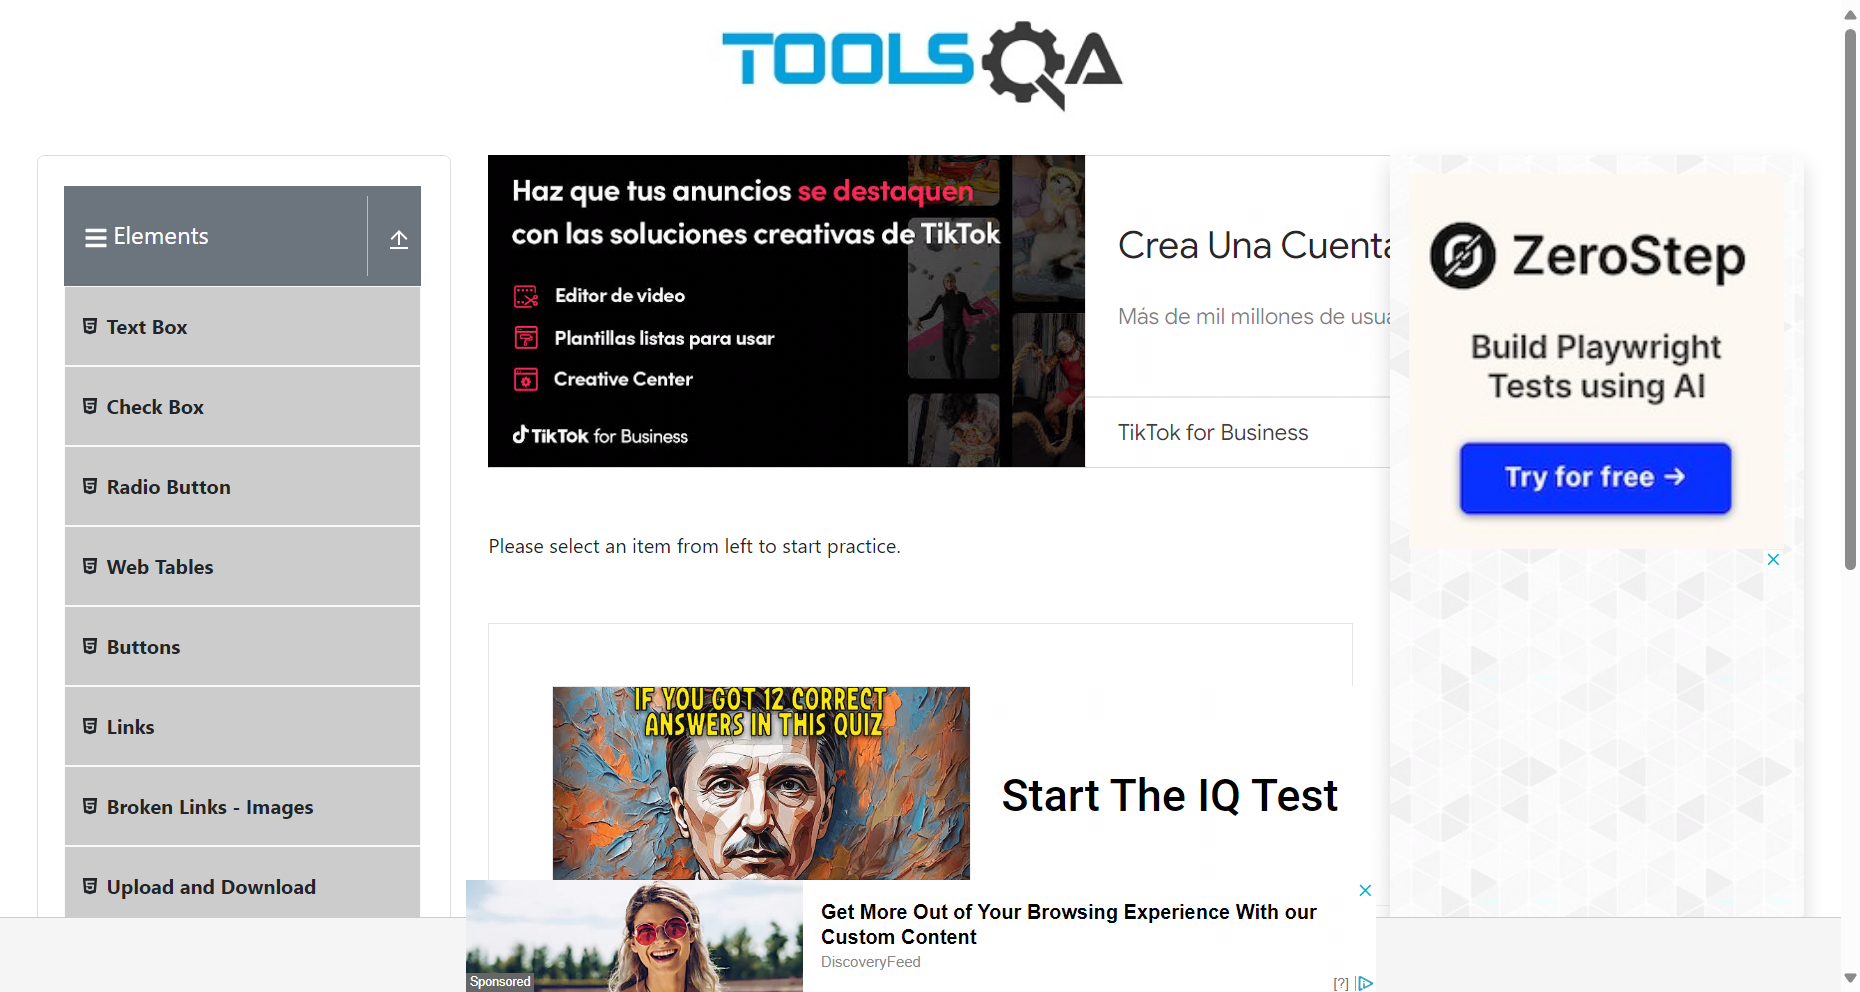 TOOLSQA
Elements
Text Box
Check Box
Radio Button
Web Tables
Buttons
Links
Broken Links - Images
Upload and Download
Haz que tus anuncios se destaquen
con las soluciones creativas de TikTok
Editor de video
Plantillas listas para usar
Creative Center
TikTok for Business
Crea Una Cuenta
Más de mil millones de usua
TikTok for Business
ZeroStep
Build Playwright
Tests using AI
Try for free →
Please select an item from left to start practice.
IF YOU GOT 12 CORRECT
ANSWERS IN THIS QUIZ
Start The IQ Test
Sponsored
Get More Out of Your Browsing Experience With our
Custom Content
DiscoveryFeed
[?]